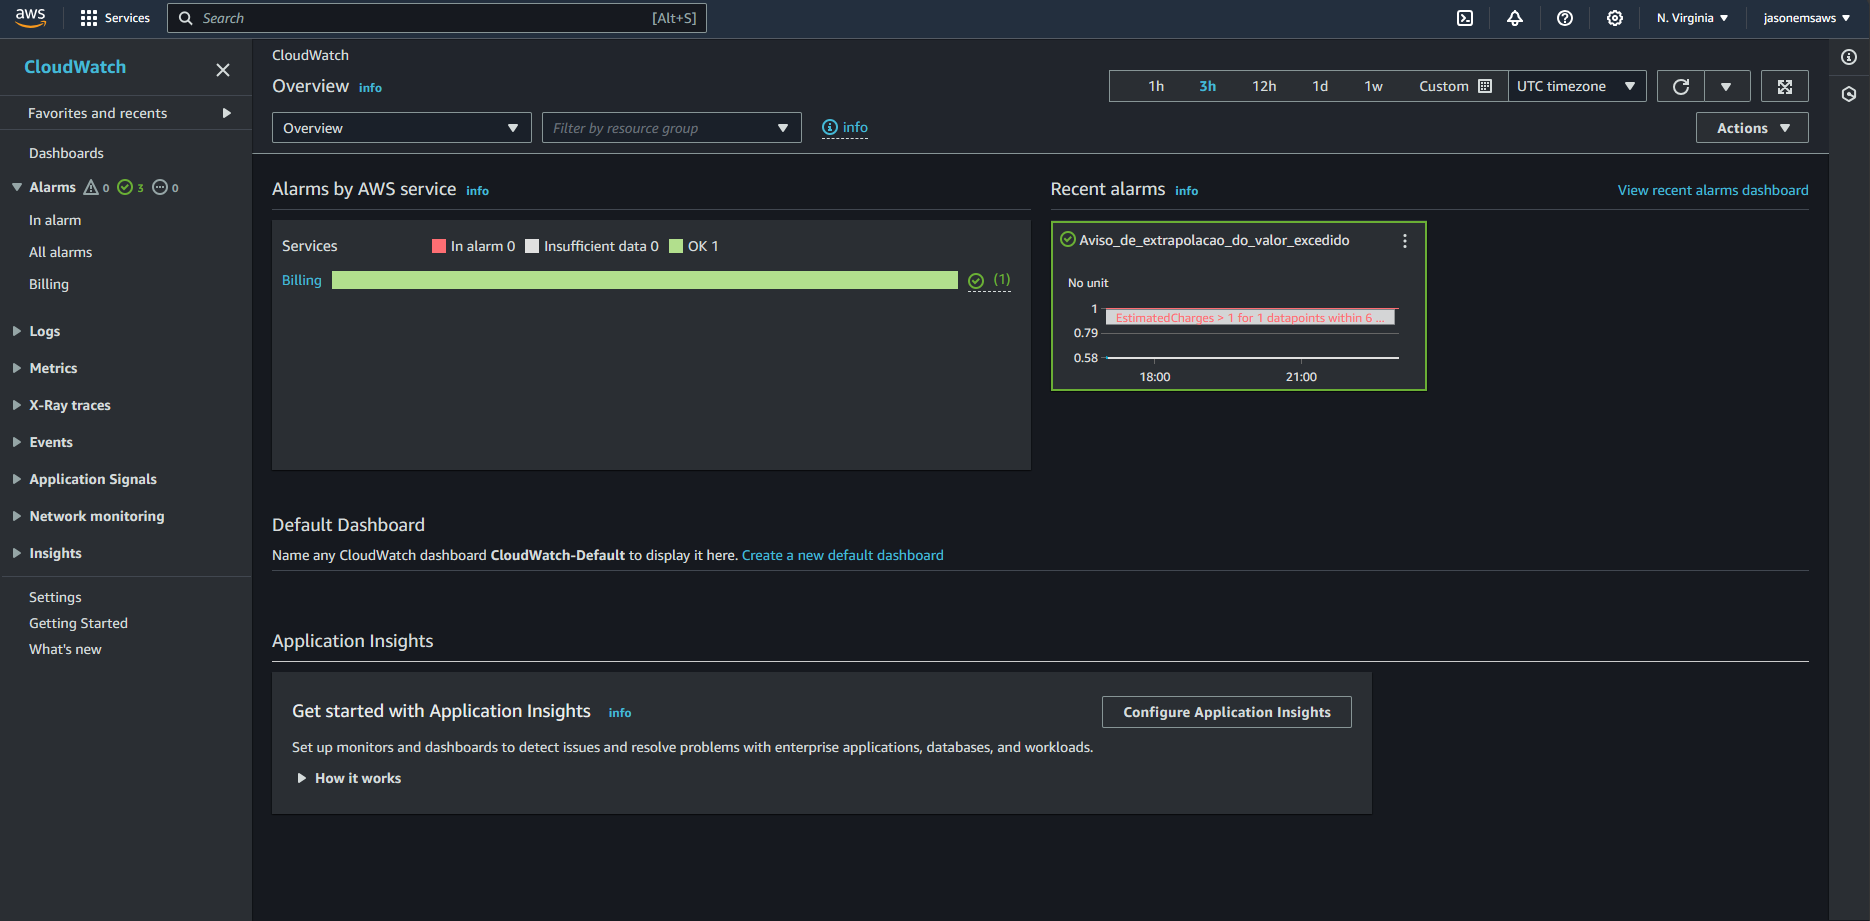 aws
Services
Search
[Alt+S]
N. Virginia
jasonemsaws
CloudWatch
Favorites and recents
Dashboards
Alarms 0 3 0
In alarm
All alarms
Billing
Logs
Metrics
X-Ray traces
Events
Application Signals
Network monitoring
Insights
Settings
Getting Started
What's new
CloudWatch
Overview info
1h 3h 12h 1d 1w Custom UTC timezone
Overview
Filter by resource group
info
Actions
Alarms by AWS service info
Services In alarm 0 Insufficient data 0 OK 1
Billing (1)
Recent alarms info
View recent alarms dashboard
Aviso_de_extrapolacao_do_valor_excedido
No unit
1
EstimatedCharges > 1 for 1 datapoints within 6 ...
0.79
0.58
18:00 21:00
Default Dashboard
Name any CloudWatch dashboard CloudWatch-Default to display it here. Create a new default dashboard
Application Insights
Get started with Application Insights info
Configure Application Insights
Set up monitors and dashboards to detect issues and resolve problems with enterprise applications, databases, and workloads.
How it works